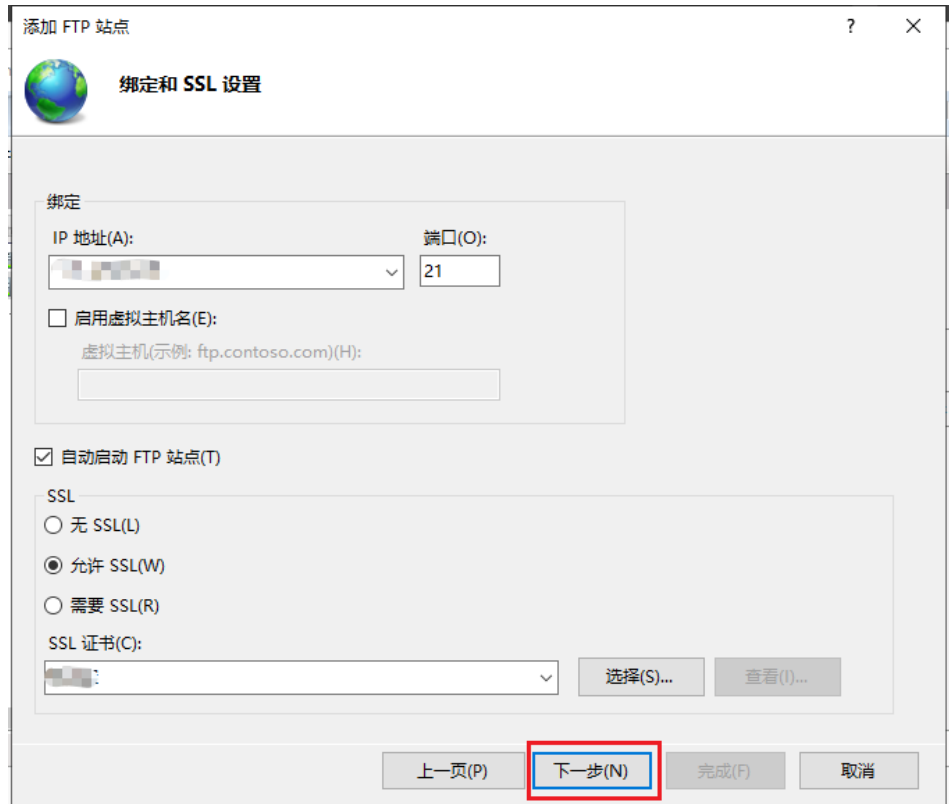 添加 FTP 站点
?
绑定和 SSL 设置
绑定
IP 地址(A):
端口(O):
21
启用虚拟主机名(E):
虚拟主机(示例: ftp.contoso.com)(H):
自动启动 FTP 站点(T)
SSL
无 SSL(L)
允许 SSL(W)
需要 SSL(R)
SSL 证书(C):
选择(S)...
查看(I)...
上一页(P)
下一步(N)
完成(F)
取消